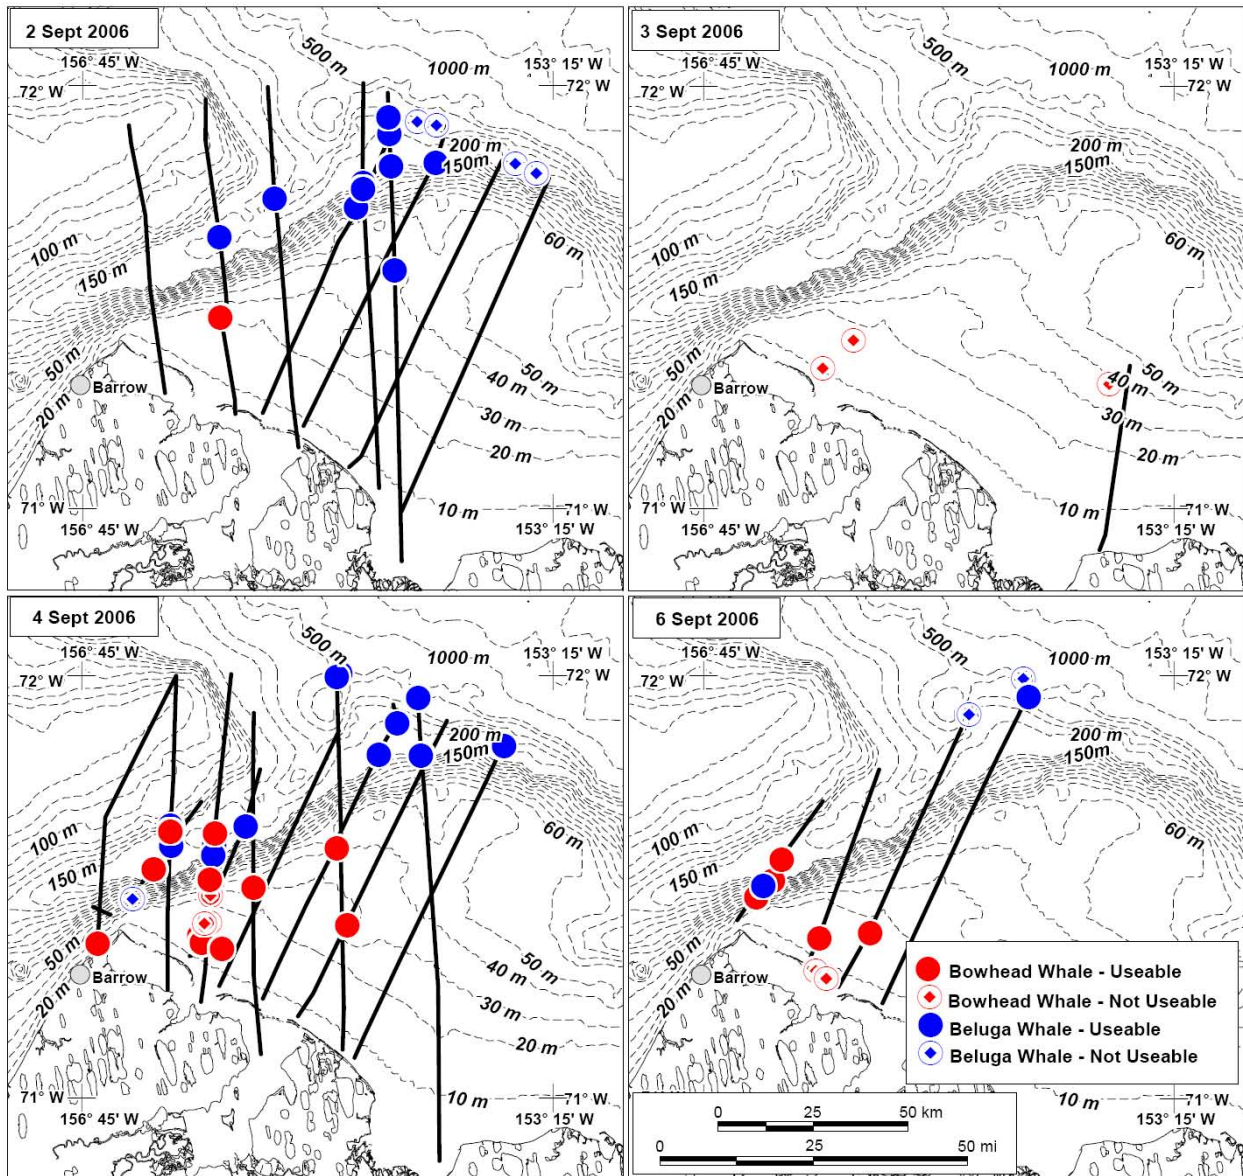 2 Sept 2006
500 m
1000 m
156° 45' W
153° 15' W
72° W
72° W
200 m
150m
100 m
150 m
60 m
50 m
50 m
40 m
30 m
20 m
20 m
Barrow
10 m
71° W
71° W
156° 45' W
153° 15' W
3 Sept 2006
500 m
1000 m
156° 45' W
153° 15' W
72° W
72° W
200 m
150m
100 m
150 m
60 m
50 m
50 m
40 m
30 m
20 m
20 m
Barrow
10 m
71° W
71° W
156° 45' W
153° 15' W
4 Sept 2006
500 m
1000 m
156° 45' W
153° 15' W
72° W
72° W
200 m
150m
100 m
150 m
60 m
50 m
50 m
40 m
30 m
20 m
20 m
Barrow
10 m
71° W
71° W
156° 45' W
153° 15' W
6 Sept 2006
500 m
1000 m
156° 45' W
153° 15' W
72° W
72° W
200 m
150m
100 m
150 m
60 m
50 m
20 m
Barrow
Bowhead Whale - Useable
Bowhead Whale - Not Useable
Beluga Whale - Useable
Beluga Whale - Not Useable
10 m
71° W
153° 15' W
0 25 50 km
0 25 50 mi